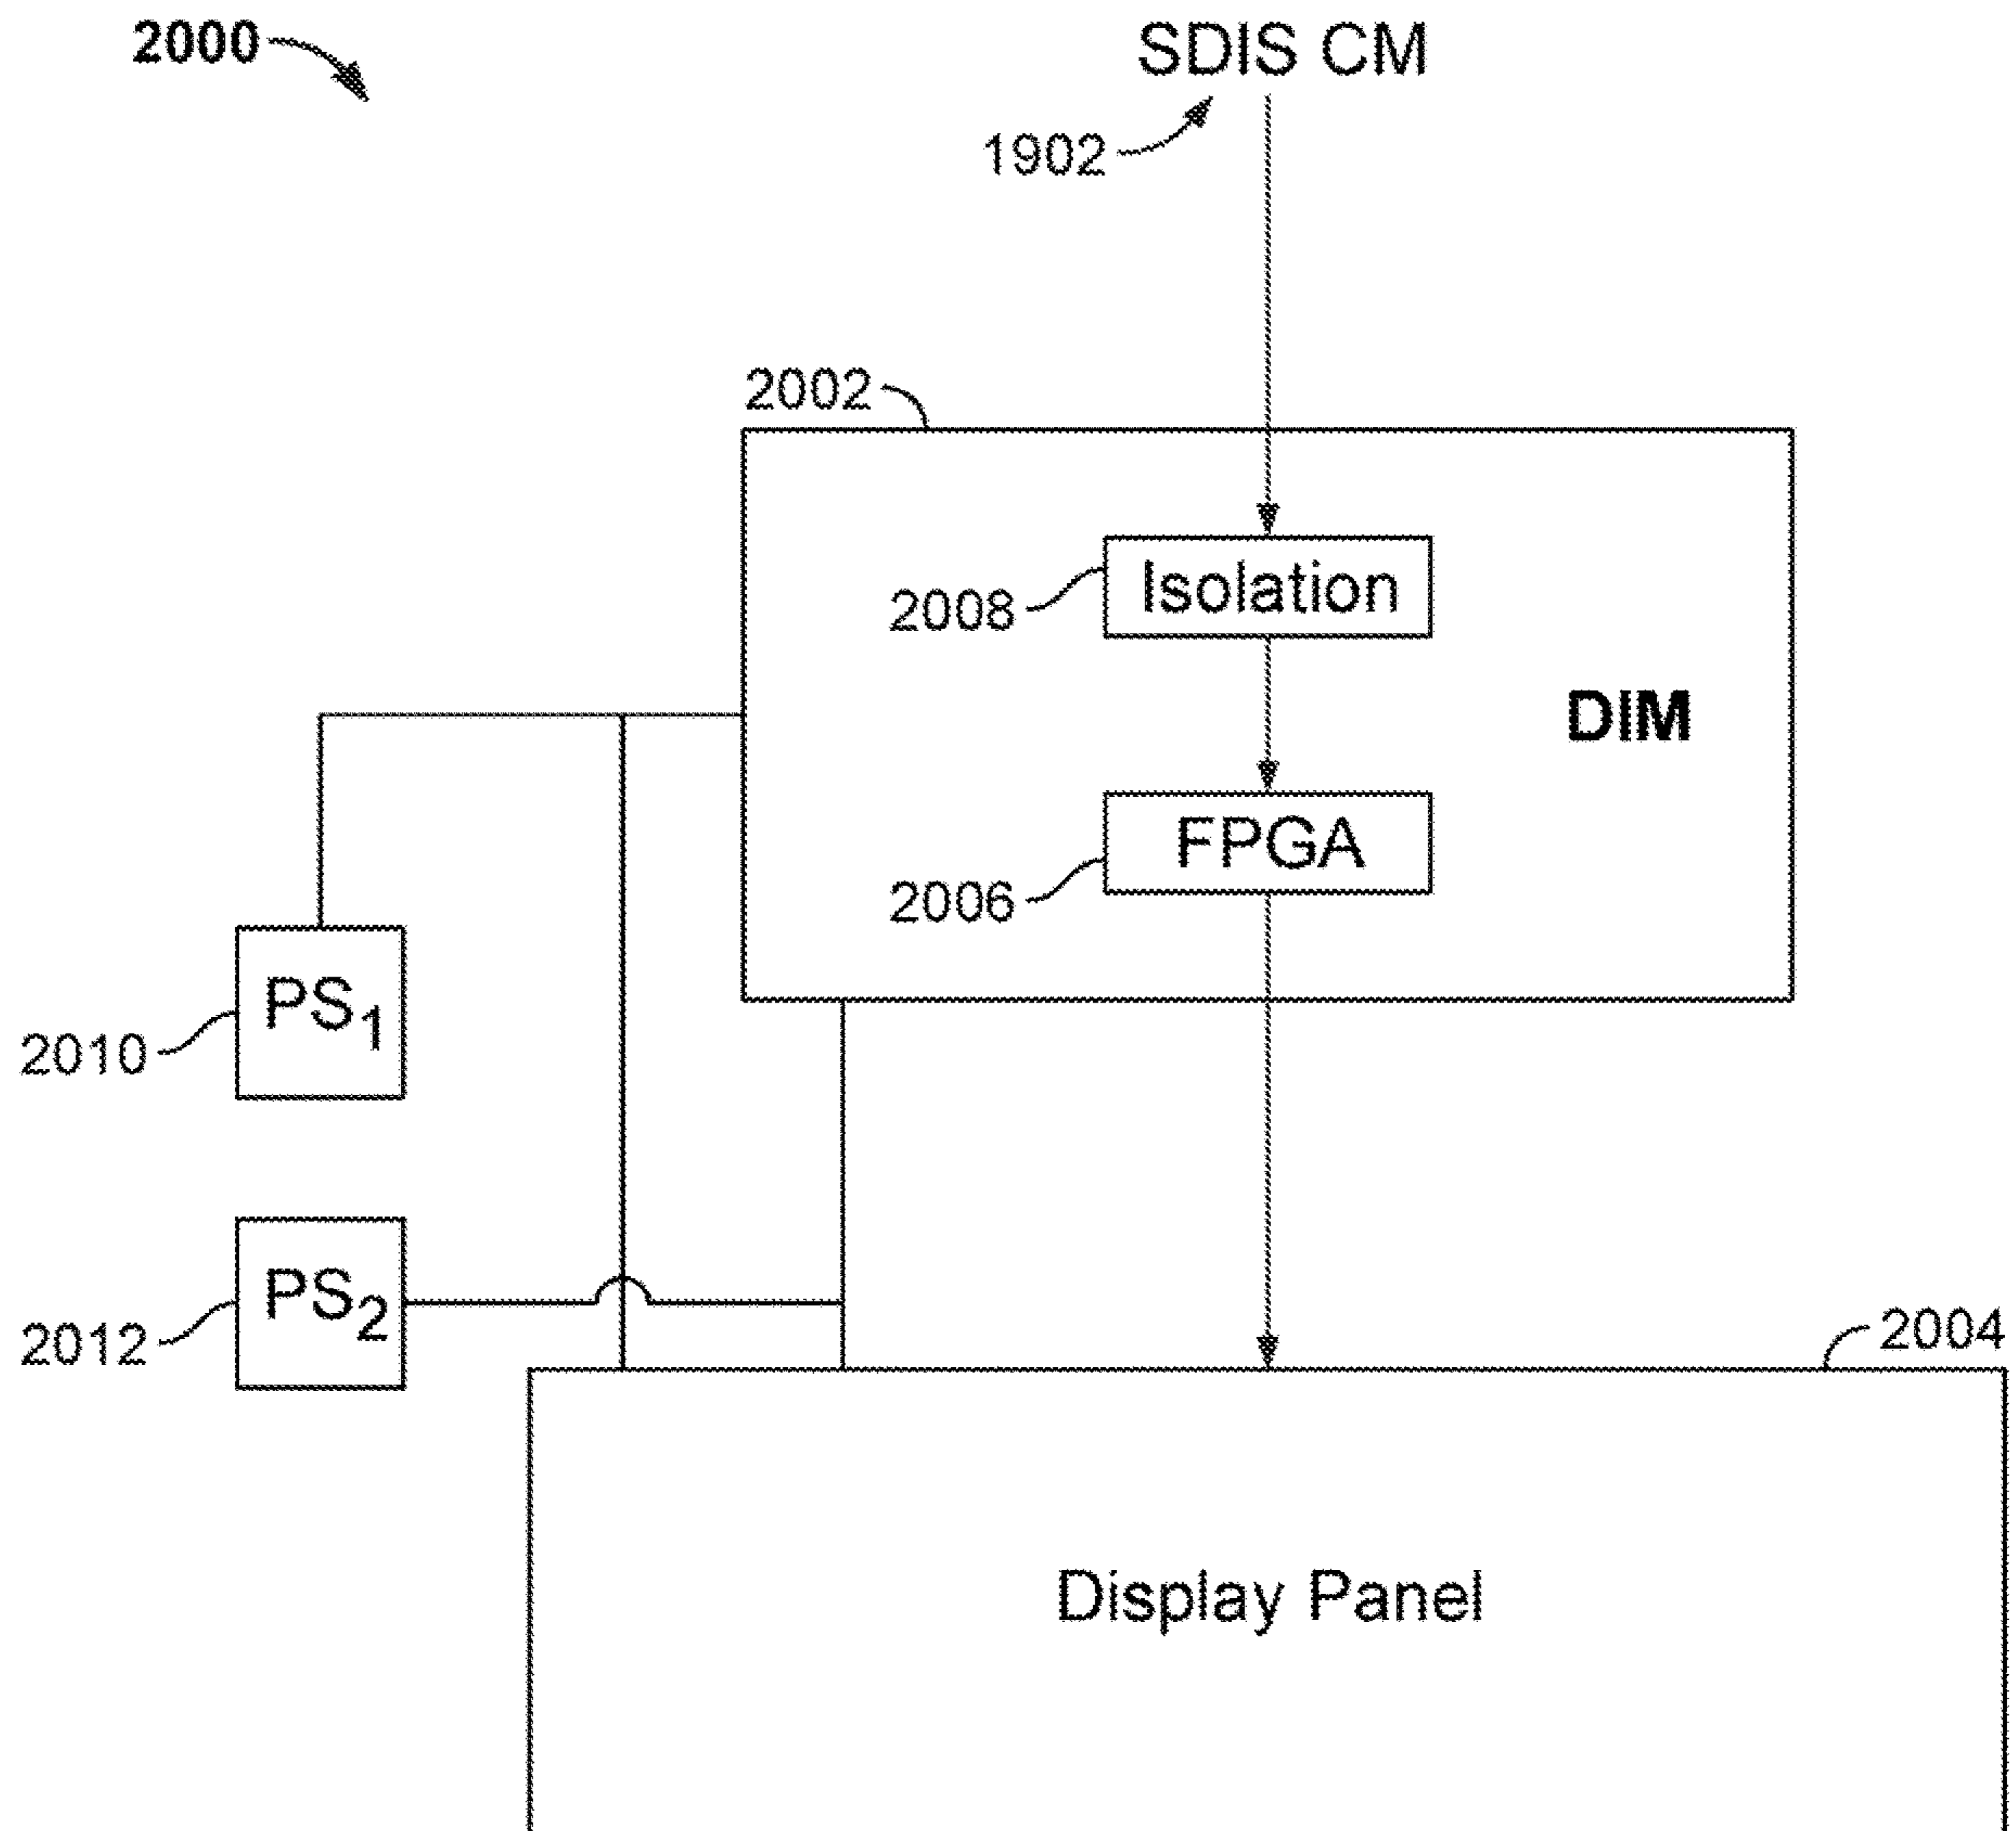 2000
SDIS CM
1902
2002
Isolation
2008
DIM
FPGA
2006
PS1
2010
PS2
2012
2004
Display Panel